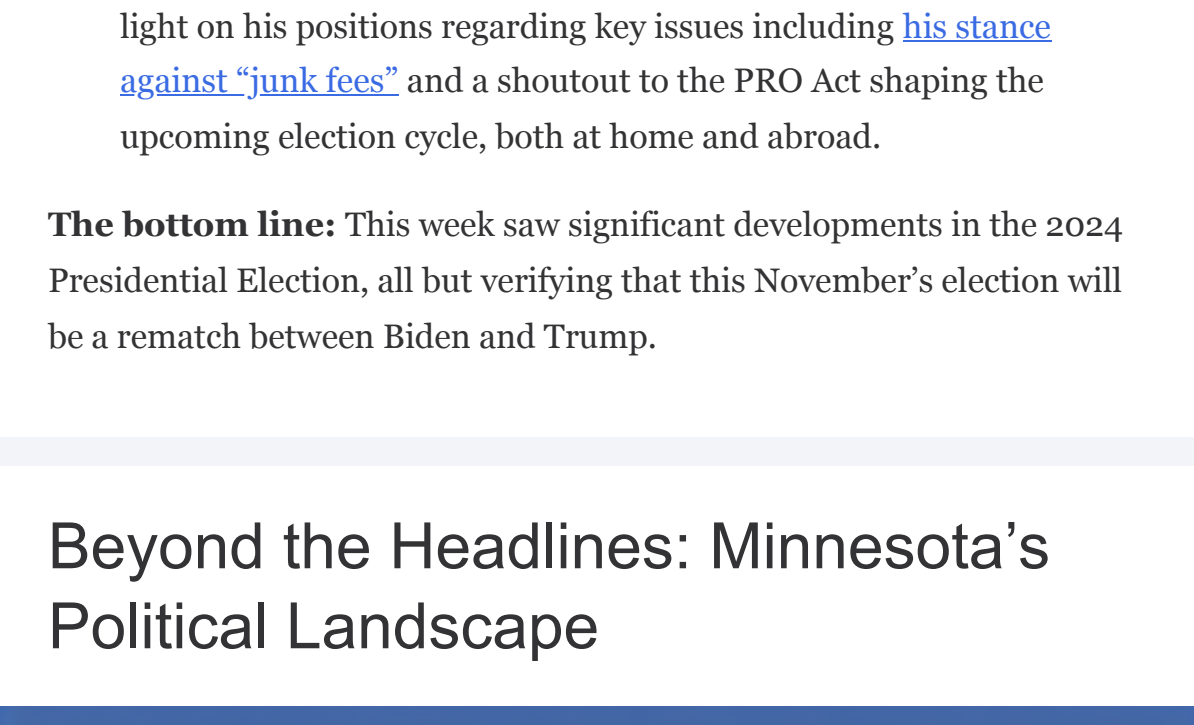 light on his positions regarding key issues including his stance
against “junk fees” and a shoutout to the PRO Act shaping the
upcoming election cycle, both at home and abroad.
The bottom line: This week saw significant developments in the 2024
Presidential Election, all but verifying that this November’s election will
be a rematch between Biden and Trump.
Beyond the Headlines: Minnesota’s
Political Landscape